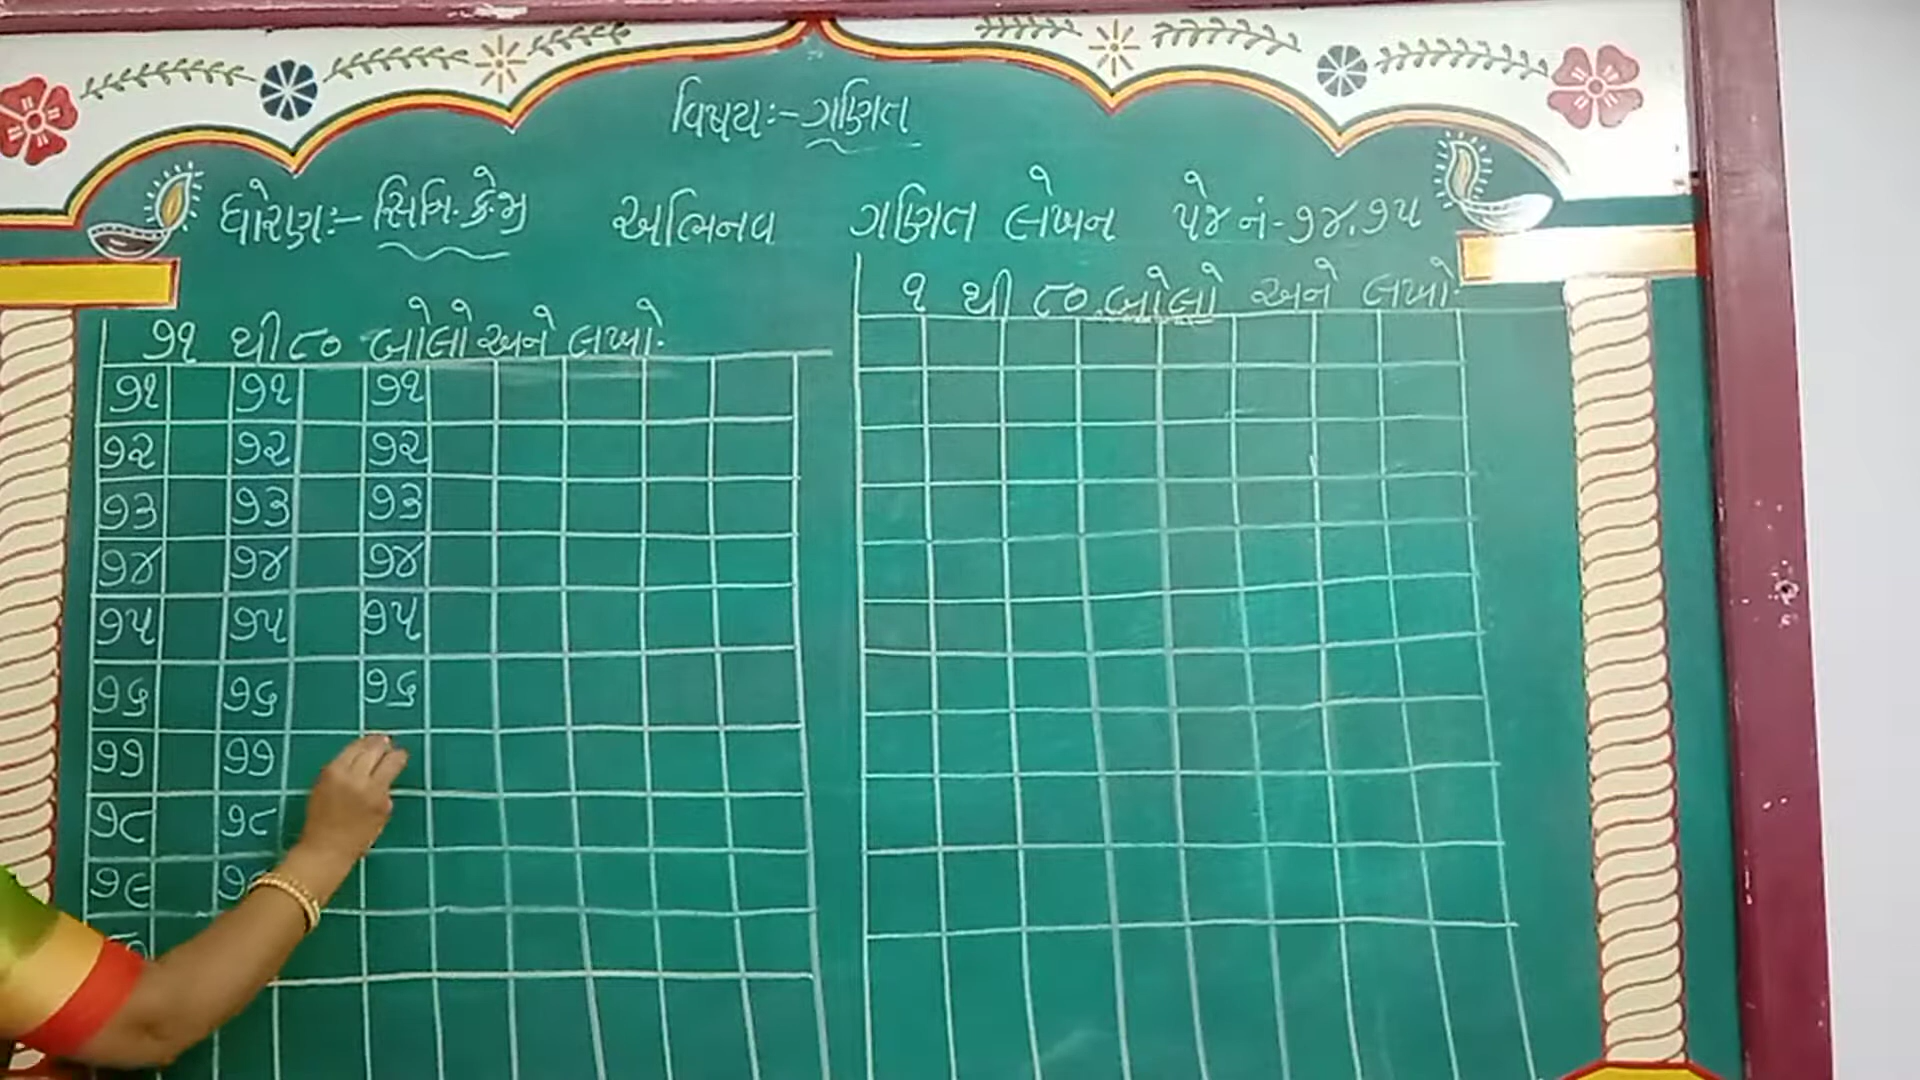 વિષયઃ- ગણિત
ધોરણઃ- સિનિ. કે.જી
અભિનવ ગણિત લેખન પેજ નં- ૭૪,૭૫
૭૧ થી ૮૦ બોલો અને લખો.
૭૧ ૭૧ ૭૧
૭૨ ૭૨ ૭૨
૭૩ ૭૩ ૭૩
૭૪ ૭૪ ૭૪
૭૫ ૭૫ ૭૫
૭૬ ૭૬ ૭૬
૭૭ ૭૭
૭૮ ૭૮
૭૯
૧ થી ૮૦ બોલો અને લખો.